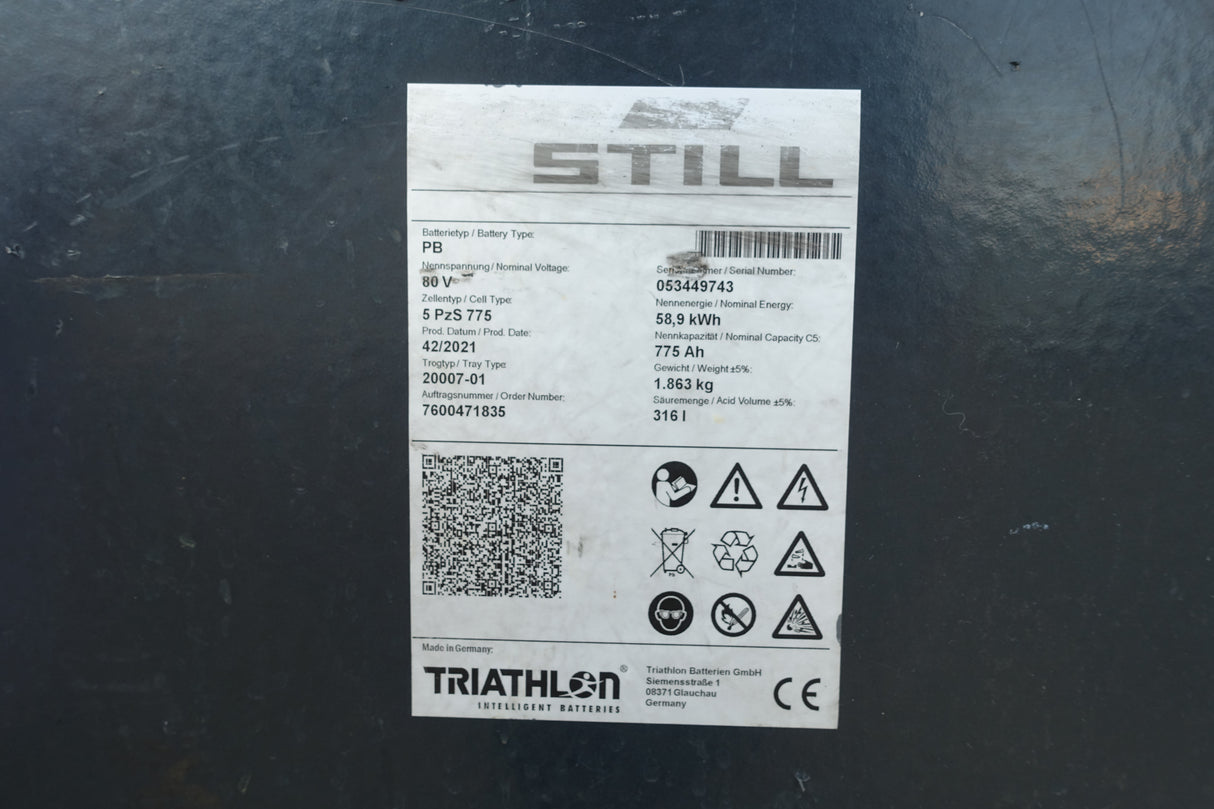 STILL
Batterietyp / Battery Type:
PB
Nennspannung / Nominal Voltage:
80 V
Zellentyp / Cell Type:
5 PzS 775
Prod. Datum / Prod. Date:
42/2021
Trogtyp / Tray Type
20007-01
Auftragsnummer / Order Number:
7600471835
/ Serial Number:
053449743
Nennenergie / Nominal Energy:
58,9 kWh
Nennkapazität / Nominal Capacity C5:
775 Ah
Gewicht / Weight ±5%:
1.863 kg
Säuremenge / Acid Volume ±5%:
316 l
Made in Germany:
TRIATHLON®
INTELLIGENT BATTERIES
Triathlon Batterien GmbH
Siemensstraße 1
08371 Glauchau
Germany
CE